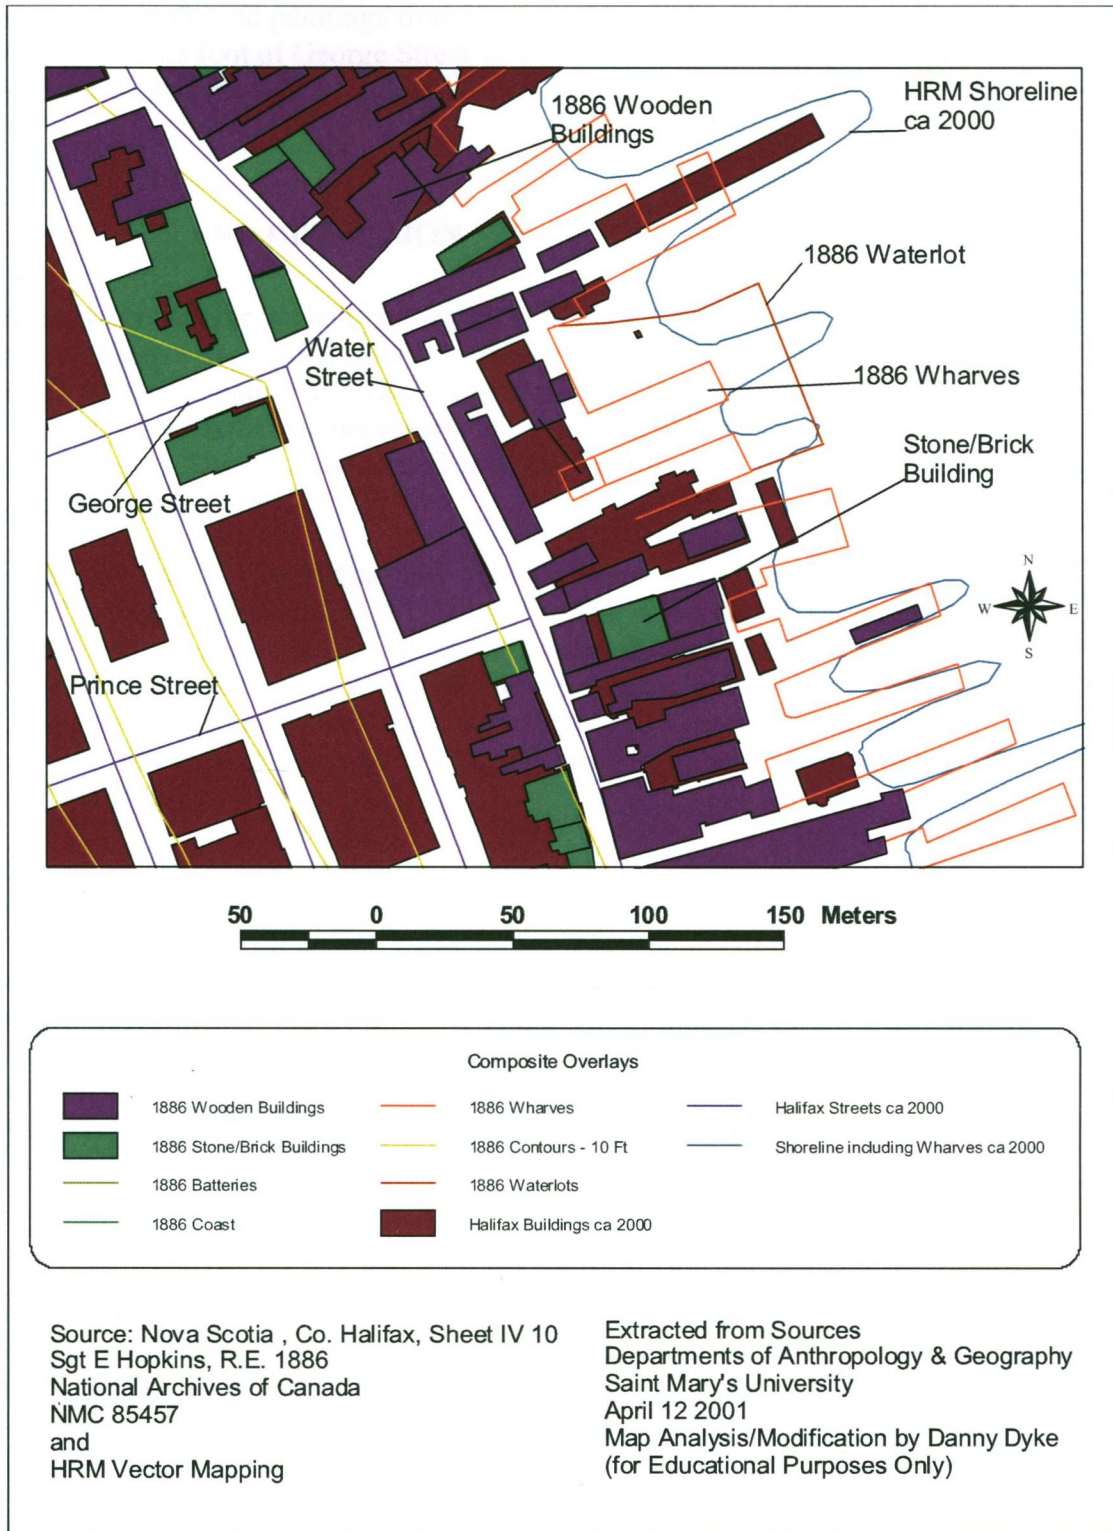 1886 Wooden
Buildings
HRM Shoreline
ca 2000
1886 Waterlot
Water
Street
1886 Wharves
Stone/Brick
Building
George Street
N
W E
S
Prince Street
50 0 50 100 150 Meters
Composite Overlays
1886 Wooden Buildings
1886 Stone/Brick Buildings
1886 Batteries
1886 Coast
1886 Wharves
1886 Contours - 10 Ft
1886 Waterlots
Halifax Buildings ca 2000
Halifax Streets ca 2000
Shoreline including Wharves ca 2000
Source: Nova Scotia , Co. Halifax, Sheet IV 10
Sgt E Hopkins, R.E. 1886
National Archives of Canada
NMC 85457
and
HRM Vector Mapping
Extracted from Sources
Departments of Anthropology & Geography
Saint Mary's University
April 12 2001
Map Analysis/Modification by Danny Dyke
(for Educational Purposes Only)